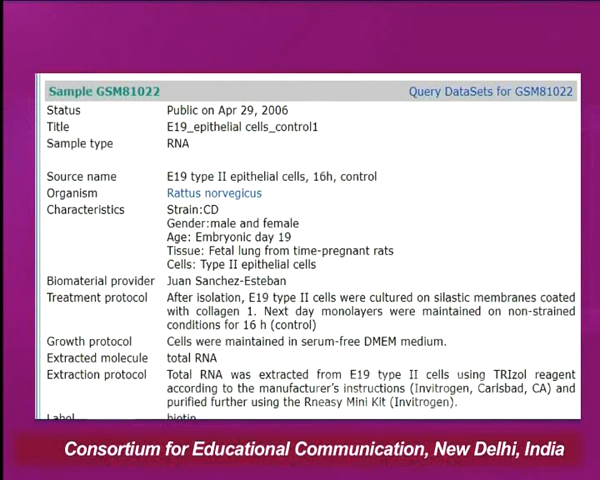 Sample GSM81022 Query DataSets for GSM81022
Status Public on Apr 29, 2006
Title E19_epithelial cells_control1
Sample type RNA
Source name E19 type II epithelial cells, 16h, control
Organism Rattus norvegicus
Characteristics Strain:CD
Gender:male and female
Age: Embryonic day 19
Tissue: Fetal lung from time-pregnant rats
Cells: Type II epithelial cells
Biomaterial provider Juan Sanchez-Esteban
Treatment protocol After isolation, E19 type II cells were cultured on silastic membranes coated
with collagen 1. Next day monolayers were maintained on non-strained
conditions for 16 h (control)
Growth protocol Cells were maintained in serum-free DMEM medium.
Extracted molecule total RNA
Extraction protocol Total RNA was extracted from E19 type II cells using TRIzol reagent
according to the manufacturer's instructions (Invitrogen, Carlsbad, CA) and
purified further using the Rneasy Mini Kit (Invitrogen).
Label biotin
Consortium for Educational Communication, New Delhi, India